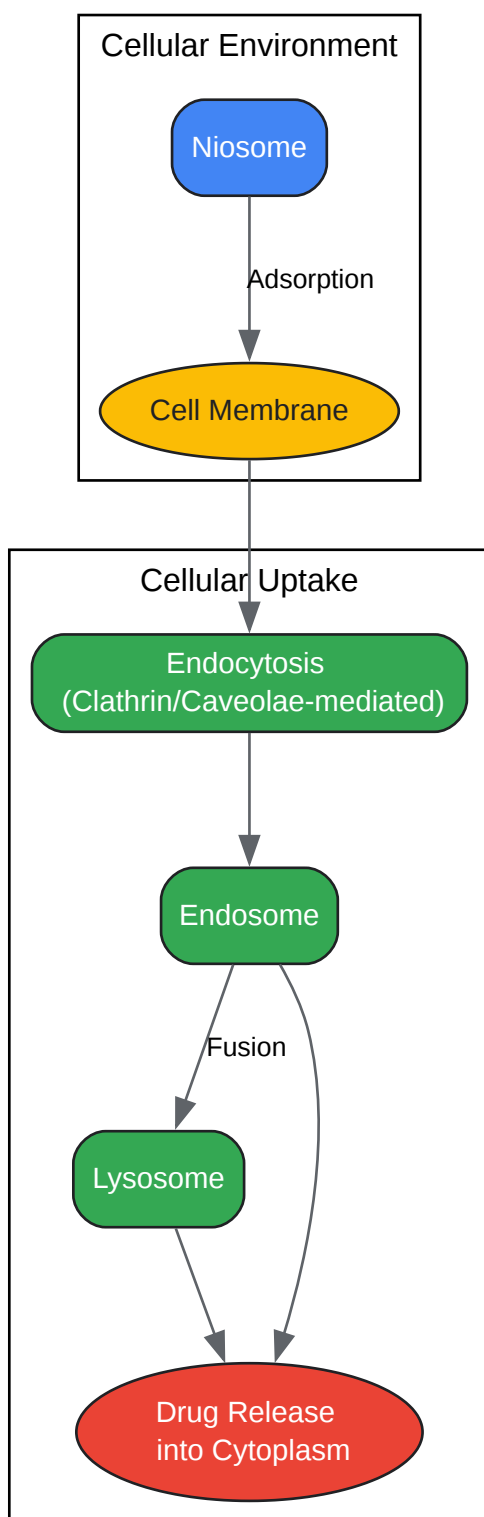 Cellular Environment
Niosome
Adsorption
Cell Membrane
Cellular Uptake
Endocytosis
(Clathrin/Caveolae-mediated)
Endosome
Fusion
Lysosome
Drug Release
into Cytoplasm